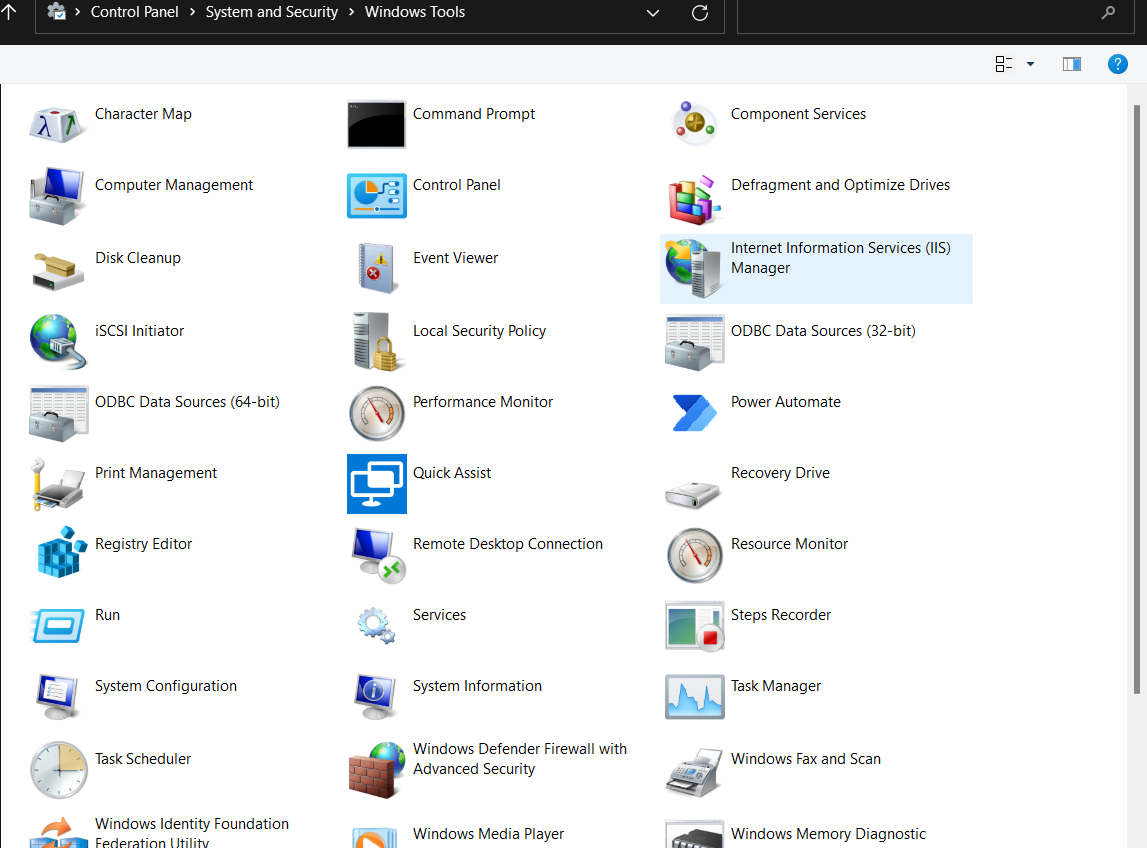 Control Panel > System and Security > Windows Tools
Character Map
Command Prompt
Component Services
Computer Management
Control Panel
Defragment and Optimize Drives
Disk Cleanup
Event Viewer
Internet Information Services (IIS)
Manager
iSCSI Initiator
Local Security Policy
ODBC Data Sources (32-bit)
ODBC Data Sources (64-bit)
Performance Monitor
Power Automate
Print Management
Quick Assist
Recovery Drive
Registry Editor
Remote Desktop Connection
Resource Monitor
Run
Services
Steps Recorder
System Configuration
System Information
Task Manager
Task Scheduler
Windows Defender Firewall with
Advanced Security
Windows Fax and Scan
Windows Identity Foundation
Federation Utility
Windows Media Player
Windows Memory Diagnostic